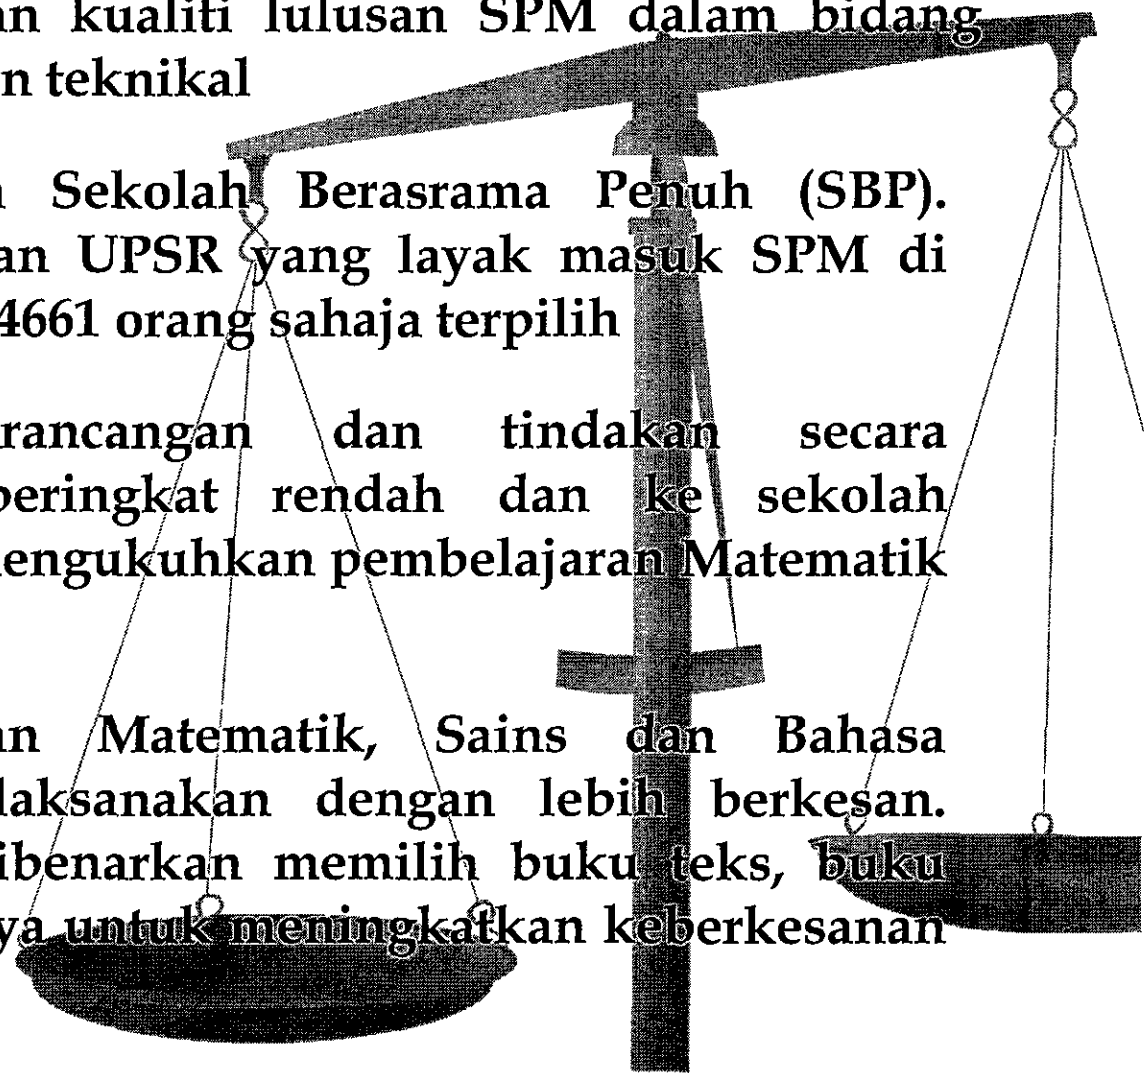 an kualiti lulusan SPM dalam bidang
n teknikal
Sekolah Berasrama Penuh (SBP).
an UPSR yang layak masuk SPM di
4661 orang sahaja terpilih
rancangan dan tindakan secara
peringkat rendah dan ke sekolah
engukuhkan pembelajaran Matematik
an Matematik, Sains dan Bahasa
laksanakan dengan lebih berkesan.
ibenarkan memilih buku teks, buku
ya untuk meningkatkan keberkesanan